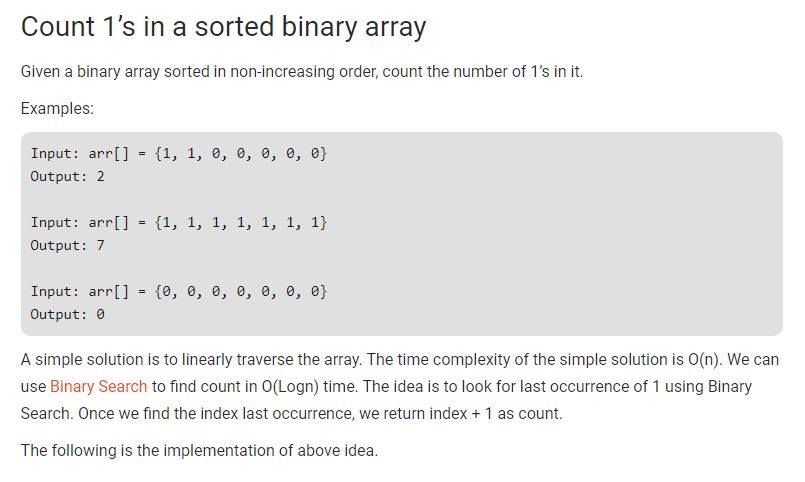 Count 1’s in a sorted binary array
Given a binary array sorted in non-increasing order, count the number of 1’s in it.
Examples:
Input: arr[] = {1, 1, 0, 0, 0, 0, 0}
Output: 2
Input: arr[] = {1, 1, 1, 1, 1, 1, 1}
Output: 7
Input: arr[] = {0, 0, 0, 0, 0, 0, 0}
Output: 0
A simple solution is to linearly traverse the array. The time complexity of the simple solution is O(n). We can
use Binary Search to find count in O(Logn) time. The idea is to look for last occurrence of 1 using Binary
Search. Once we find the index last occurrence, we return index + 1 as count.
The following is the implementation of above idea.